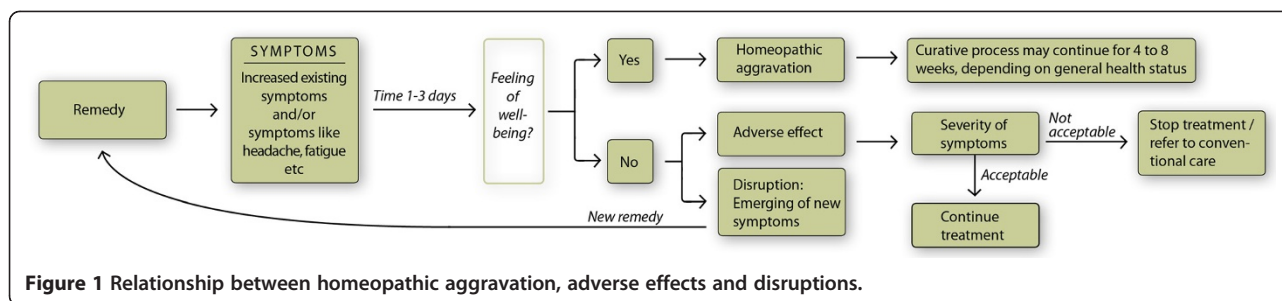 Remedy
SYMPTOMS
Increased existing
symptoms
and/or
symptoms like
headache, fatigue
etc
Time 1-3 days
Feeling
of
well-
being?
Yes
Homeopathic
aggravation
Curative process may continue for 4 to 8
weeks, depending on general health status
No
Adverse effect
Severity of
symptoms
Not
acceptable
Stop treatment /
refer to conven-
tional care
Acceptable
Continue
treatment
Disruption:
Emerging of new
symptoms
New remedy
Figure 1 Relationship between homeopathic aggravation, adverse effects and disruptions.